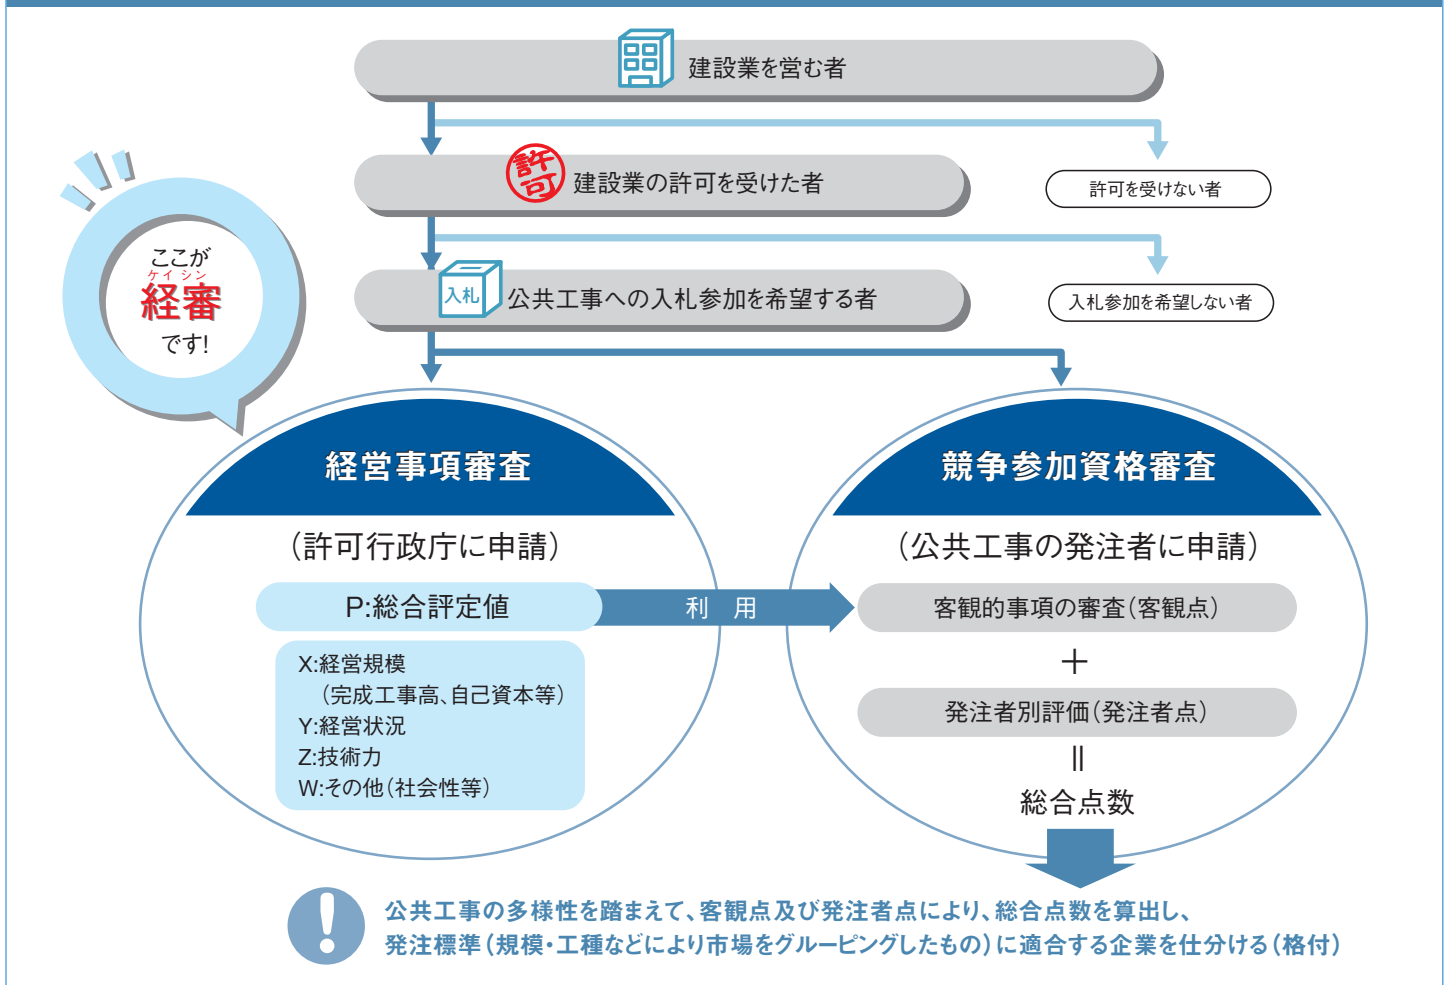 建設業を営む者
許可
建設業の許可を受けた者
許可を受けない者
入札
公共工事への入札参加を希望する者
入札参加を希望しない者
ここが
ケイシン
経審
です!
経営事項審査
(許可行政庁に申請)
P:総合評定値
X:経営規模
(完成工事高、自己資本等)
Y:経営状況
Z:技術力
W:その他(社会性等)
利 用
競争参加資格審査
(公共工事の発注者に申請)
客観的事項の審査(客観点)
+
発注者別評価(発注者点)
=
総合点数
!
公共工事の多様性を踏まえて、客観点及び発注者点により、総合点数を算出し、
発注標準(規模・工種などにより市場をグルーピングしたもの)に適合する企業を仕分ける(格付)